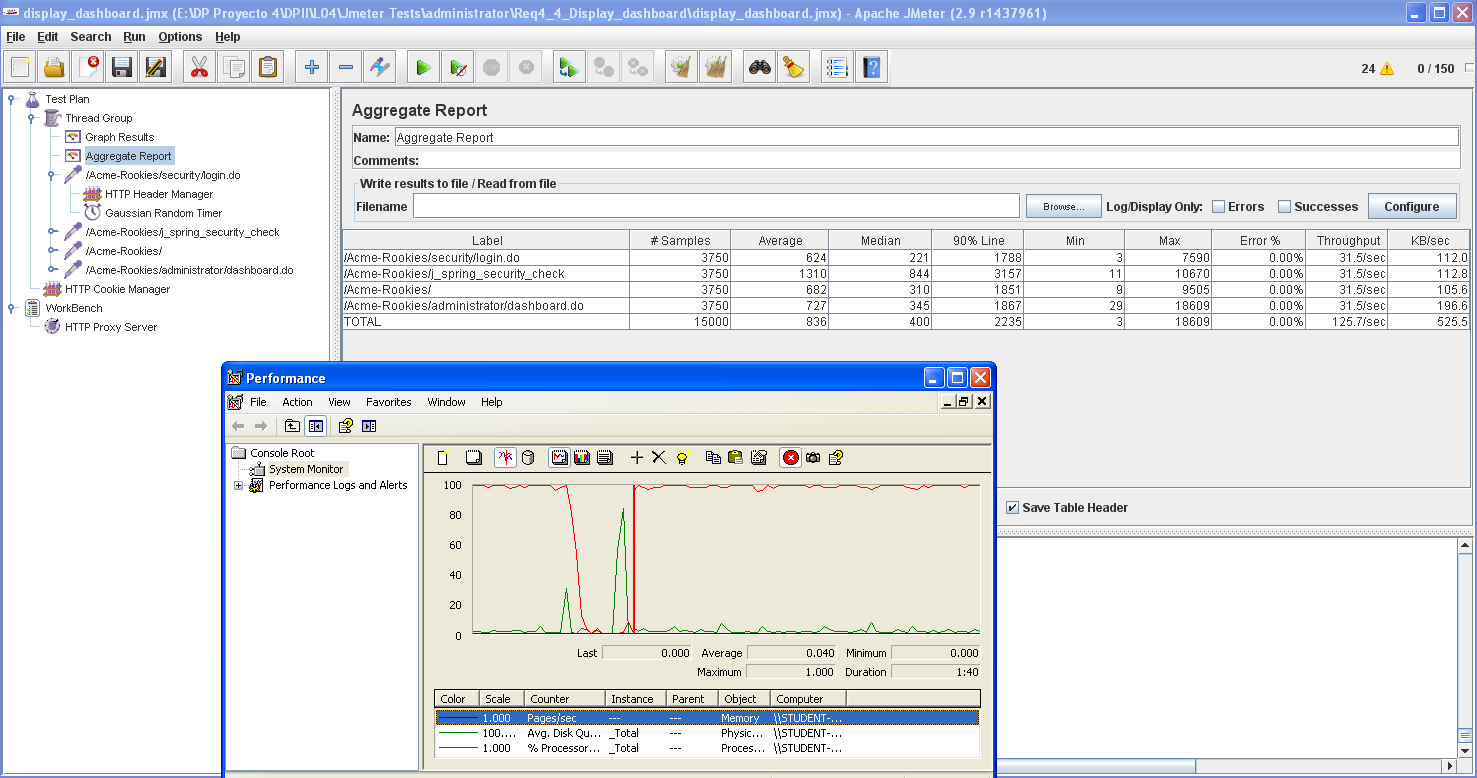 display_dashboard.jmx (E:\DP Proyecto 4\DPII\L04\Jmeter Tests\administrator\Req4_4_Display_dashboard\display_dashboard.jmx) - Apache JMeter (2.9 r1437961)
File Edit Search Run Options Help
24 0 / 150
Test Plan
Thread Group
Graph Results
Aggregate Report
/Acme-Rookies/security/login.do
HTTP Header Manager
Gaussian Random Timer
/Acme-Rookies/j_spring_security_check
/Acme-Rookies/
/Acme-Rookies/administrator/dashboard.do
HTTP Cookie Manager
WorkBench
HTTP Proxy Server
Aggregate Report
Name: Aggregate Report
Comments:
Write results to file / Read from file
Filename Browse... Log/Display Only: Errors Successes Configure
Label # Samples Average Median 90% Line Min Max Error % Throughput KB/sec
/Acme-Rookies/security/login.do 3750 624 221 1788 3 7590 0.00% 31.5/sec 112.0
/Acme-Rookies/j_spring_security_check 3750 1310 844 3157 11 10670 0.00% 31.5/sec 112.8
/Acme-Rookies/ 3750 682 310 1851 9 9505 0.00% 31.5/sec 105.6
/Acme-Rookies/administrator/dashboard.do 3750 727 345 1867 29 18609 0.00% 31.5/sec 196.6
TOTAL 15000 836 400 2235 3 18609 0.00% 125.7/sec 525.5
Save Table Header
Performance
File Action View Favorites Window Help
Console Root
System Monitor
Performance Logs and Alerts
100
80
60
40
20
0
Last 0.000 Average 0.040 Minimum 0.000
Maximum 1.000 Duration 1:40
Color Scale Counter Instance Parent Object Computer
1.000 Pages/sec --- --- Memory \\STUDENT-...
100.... Avg. Disk Qu... _Total --- Physic... \\STUDENT-...
1.000 % Processor... _Total --- Proces... \\STUDENT-...